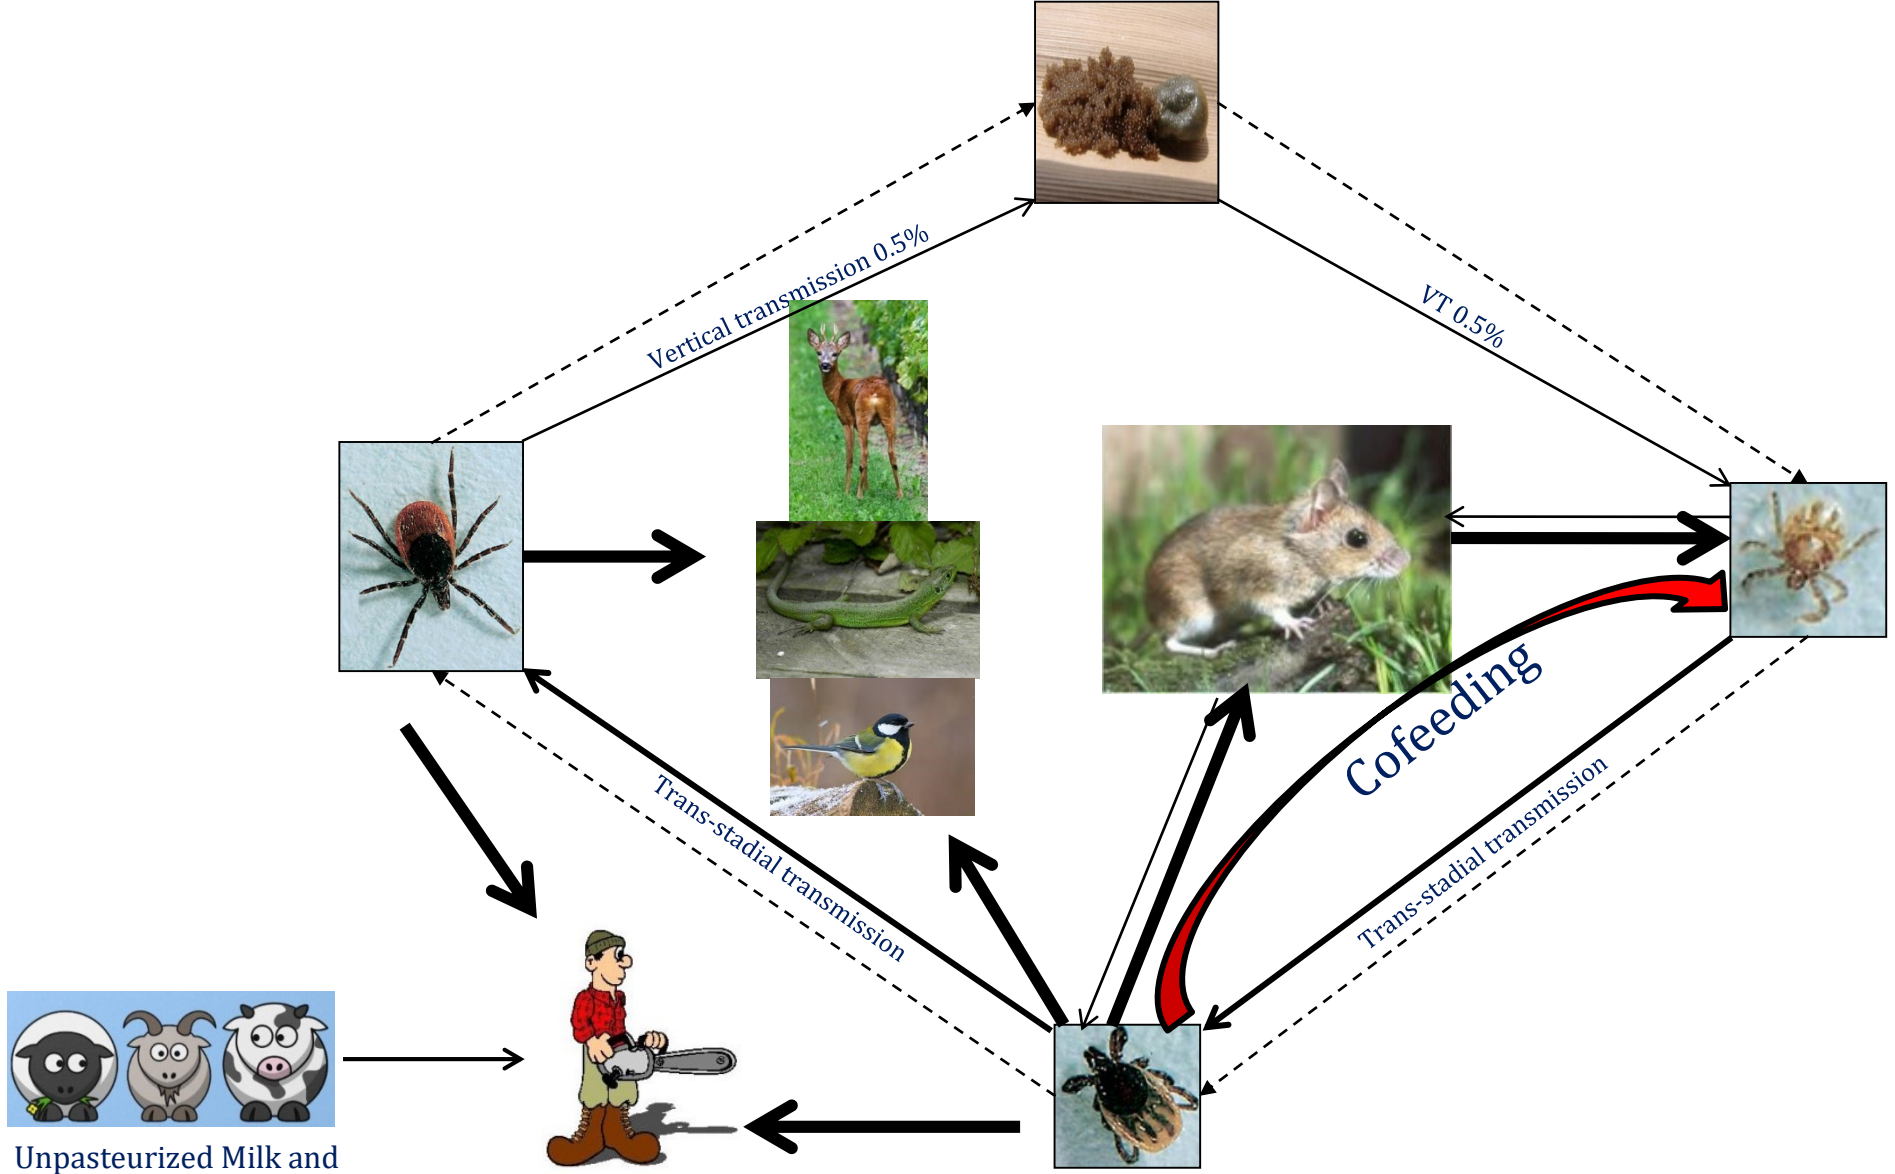 Vertical transmission 0.5%
VT 0.5%
Cofeeding
Trans-stadial transmission
Trans-stadial transmission
Unpasteurized Milk and